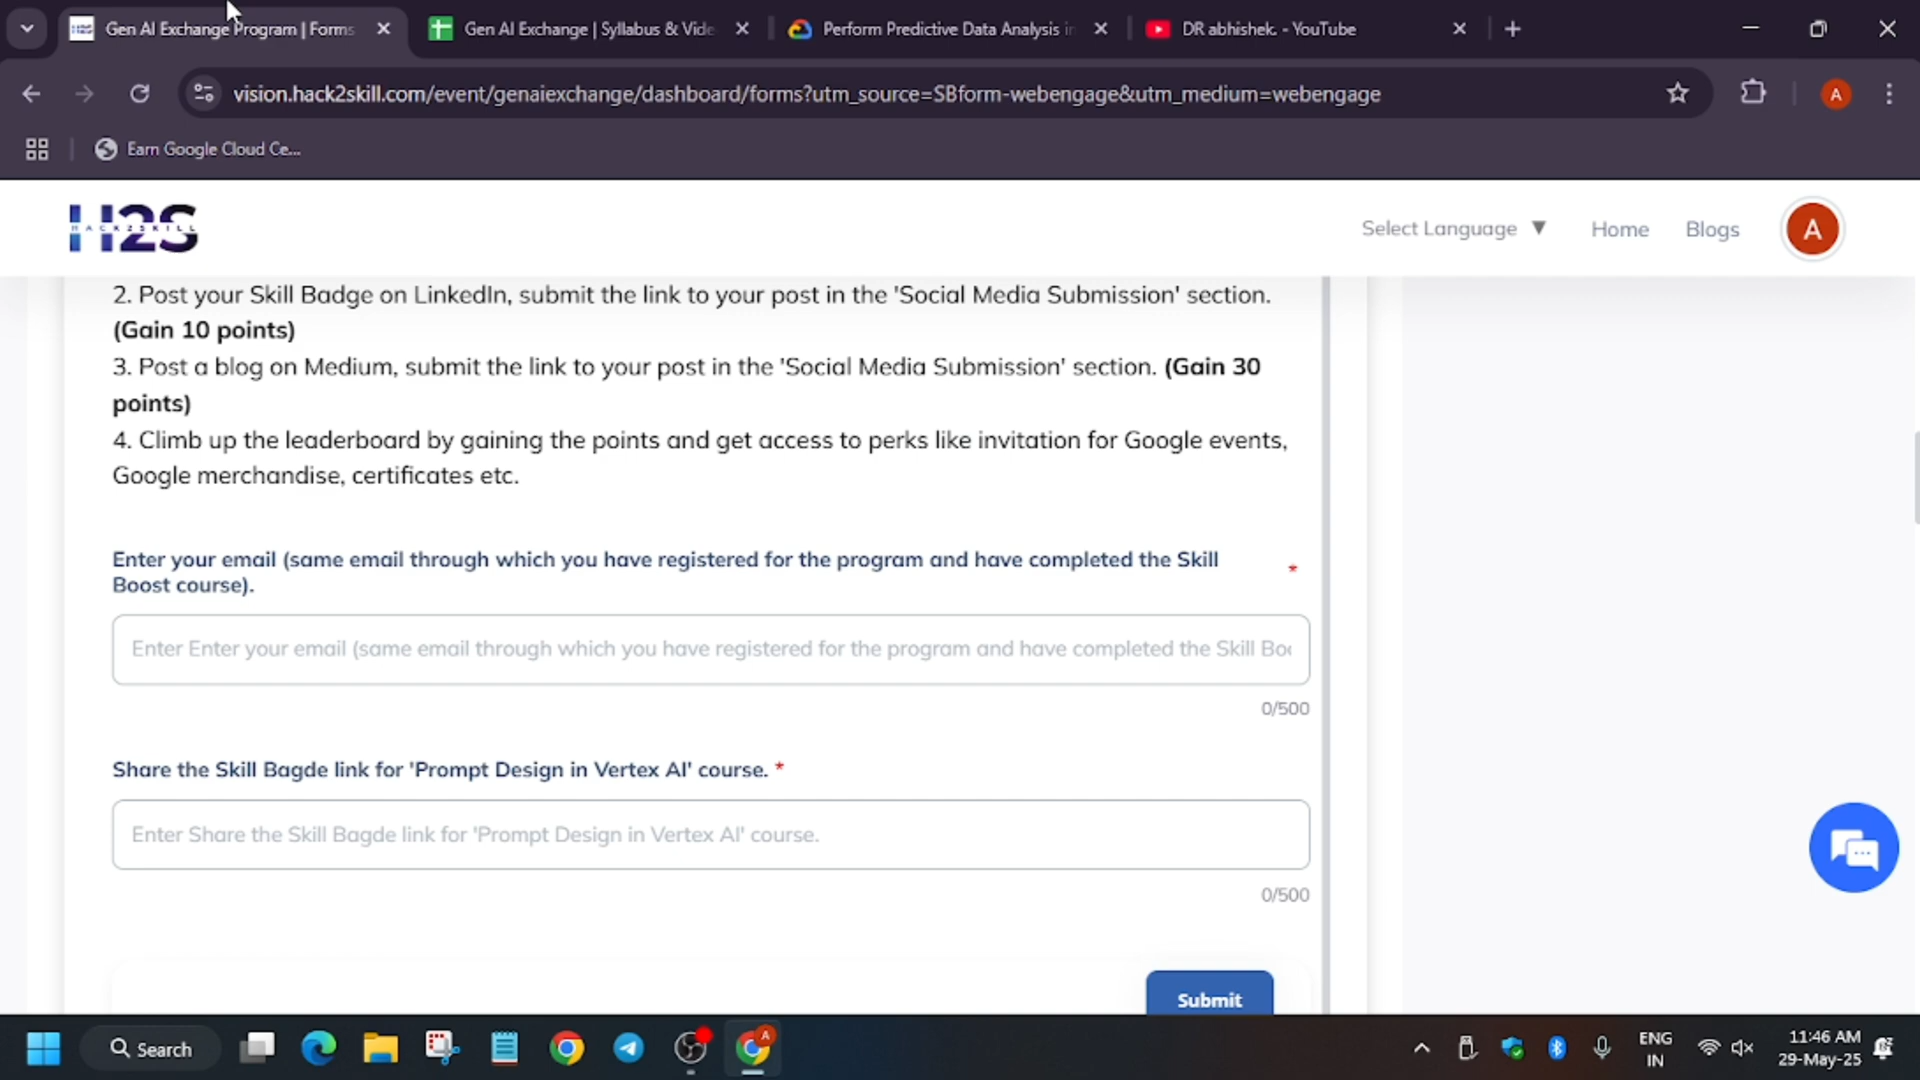 Gen AI Exchange Program | Forms
Gen AI Exchange | Syllabus & Vide
Perform Predictive Data Analysis in
DR abhishek. - YouTube
vision.hack2skill.com/event/genaiexchange/dashboard/forms?utm_source=SBform-webengage&utm_medium=webengage
A
Earn Google Cloud Ce...
H2S
HACK2SKILL
Select Language ▼
Home
Blogs
A
2. Post your Skill Badge on LinkedIn, submit the link to your post in the 'Social Media Submission' section.
(Gain 10 points)
3. Post a blog on Medium, submit the link to your post in the 'Social Media Submission' section. (Gain 30
points)
4. Climb up the leaderboard by gaining the points and get access to perks like invitation for Google events,
Google merchandise, certificates etc.
Enter your email (same email through which you have registered for the program and have completed the Skill
Boost course). *
Enter Enter your email (same email through which you have registered for the program and have completed the Skill Boo
0/500
Share the Skill Bagde link for 'Prompt Design in Vertex AI' course. *
Enter Share the Skill Bagde link for 'Prompt Design in Vertex AI' course.
0/500
Submit
Search
A
ENG
IN
11:46 AM
29-May-25